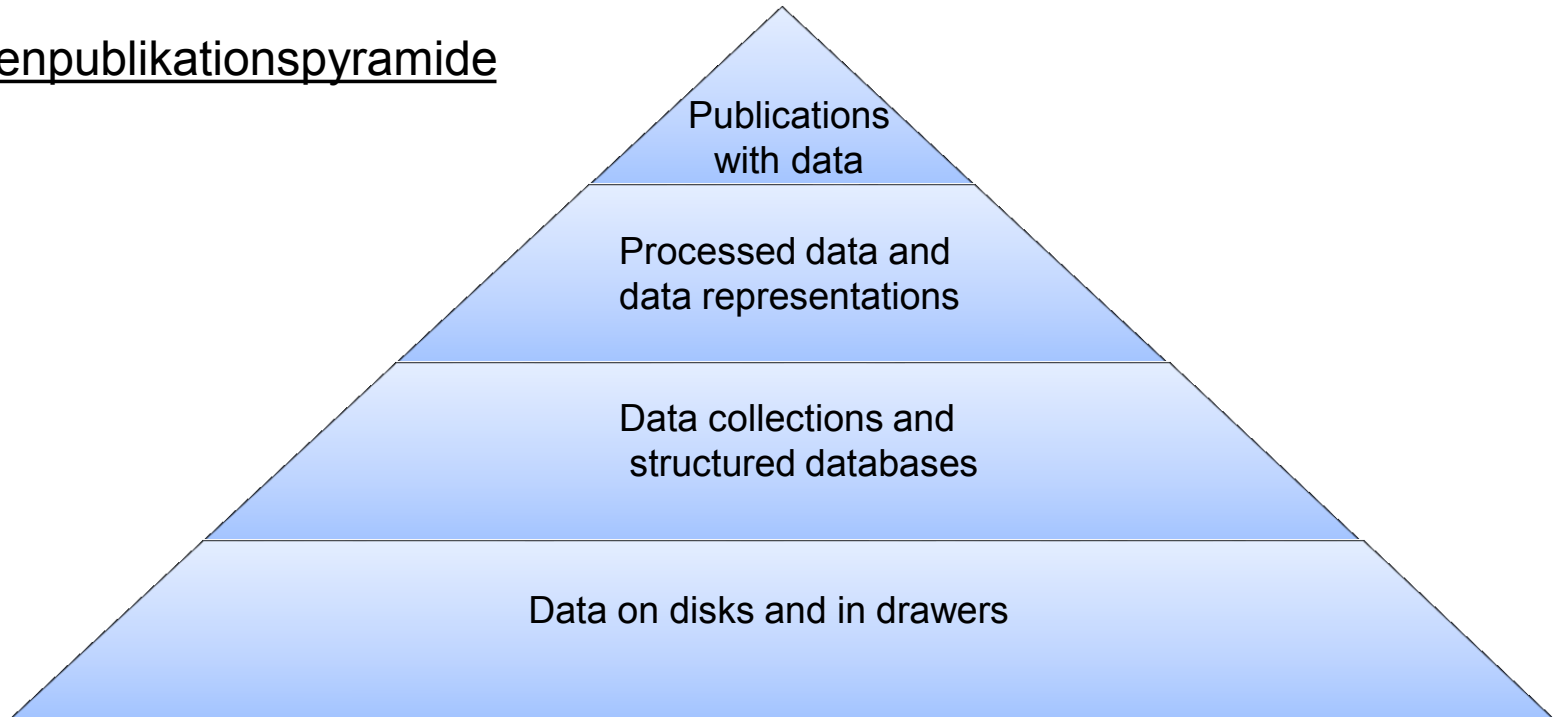 enpublikationspyramide
Publications
with data
Processed data and
data representations
Data collections and
structured databases
Data on disks and in drawers